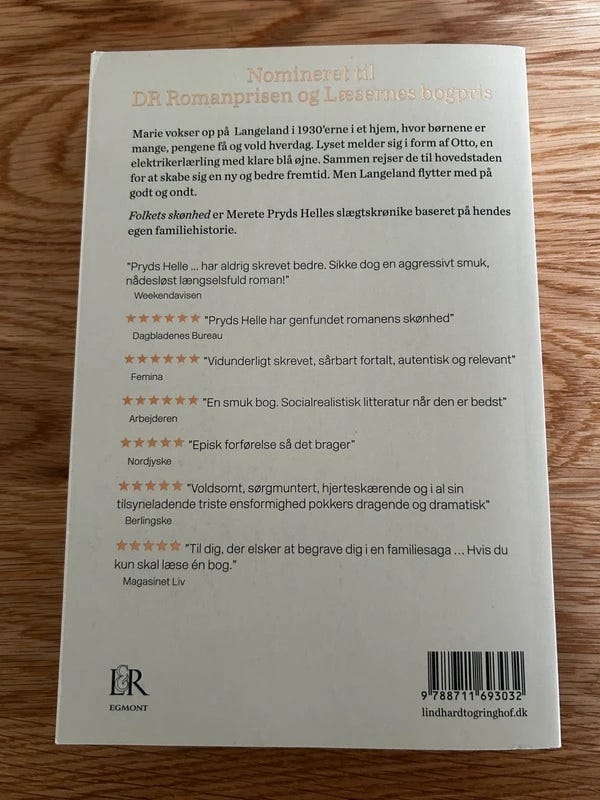 Nomineret til
DR Romanprisen og Læsernes bogpris
Marie vokser op på Langeland i 1930'erne i et hjem, hvor børnene er
mange, pengene få og vold hverdag. Lyset melder sig i form af Otto, en
elektrikerlærling med klare blå øjne. Sammen rejser de til hovedstaden
for at skabe sig en ny og bedre fremtid. Men Langeland flytter med på
godt og ondt.
Folkets skønhed er Merete Pryds Helles slægtskrønike baseret på hendes
egen familiehistorie.
"Pryds Helle ... har aldrig skrevet bedre. Sikke dog en aggressivt smuk,
nådesløst længselsfuld roman!"
Weekendavisen
★★★★★★ "Pryds Helle har genfundet romanens skønhed"
Dagbladenes Bureau
★★★★★★ "Vidunderligt skrevet, sårbart fortalt, autentisk og relevant"
Femina
★★★★★★ "En smuk bog. Socialrealistisk litteratur når den er bedst"
Arbejderen
★★★★★ "Episk forførelse så det brager"
Nordjyske
★★★★★ "Voldsomt, sørgmuntert, hjerteskærende og i al sin
tilsyneladende triste ensformighed pokkers dragende og dramatisk"
Berlingske
★★★★★ "Til dig, der elsker at begrave dig i en familiesaga ... Hvis du
kun skal læse én bog."
Magasinet Liv
L&R
EGMONT
9 788711 693032
lindhardtogringhof.dk